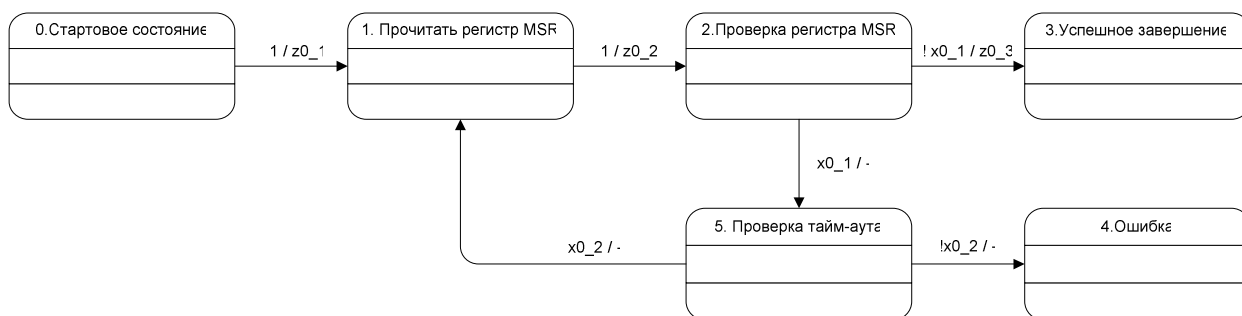 0.Стартовое состояние
1 / z0_1
1. Прочитать регистр MSR
1 / z0_2
2.Проверка регистра MSR
! x0_1 / z0_3
3.Успешное завершение
x0_1 / -
x0_2 / -
5. Проверка тайм-аута
!x0_2 / -
4.Ошибка